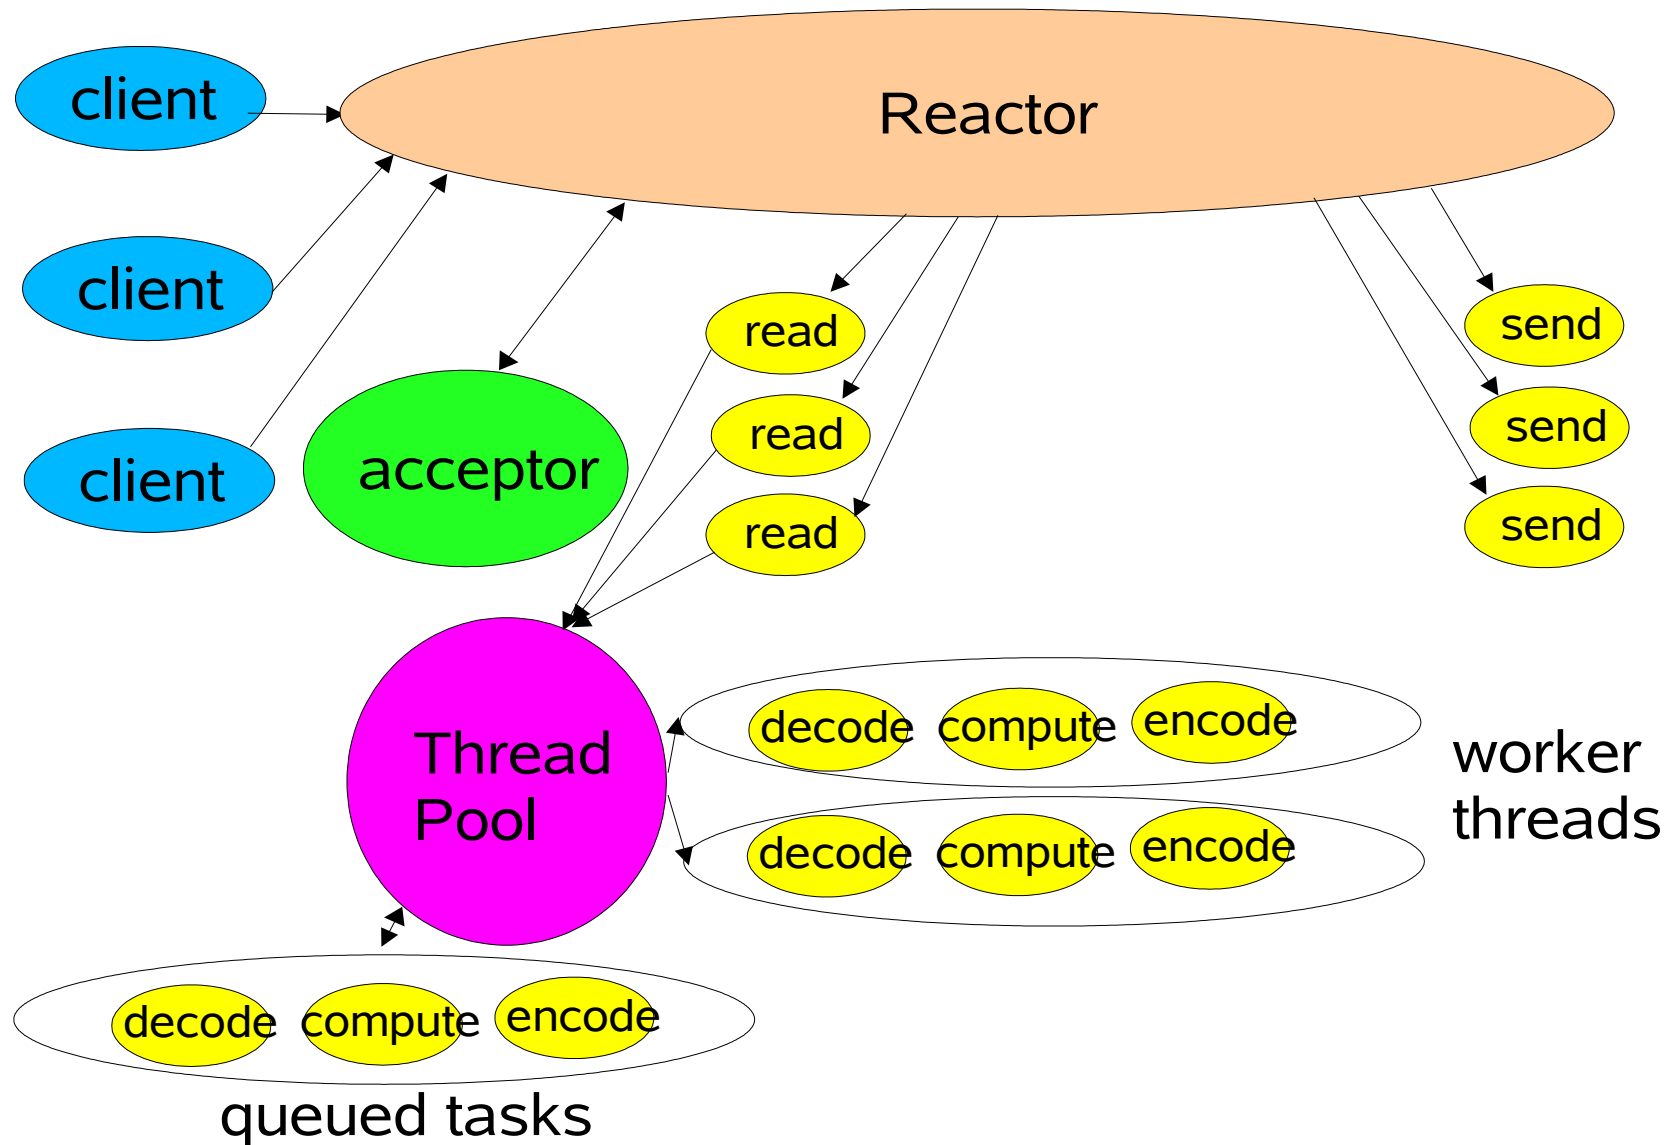 client
Reactor
client
client
acceptor
read
read
read
send
send
send
Thread
Pool
decode compute encode
decode compute encode
worker
threads
decode compute encode
queued tasks